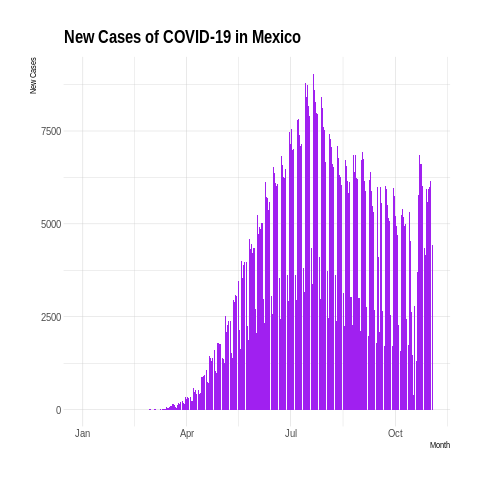 New Cases of COVID-19 in Mexico
New Cases
7500
5000
2500
0
Jan Apr Jul Oct
Month